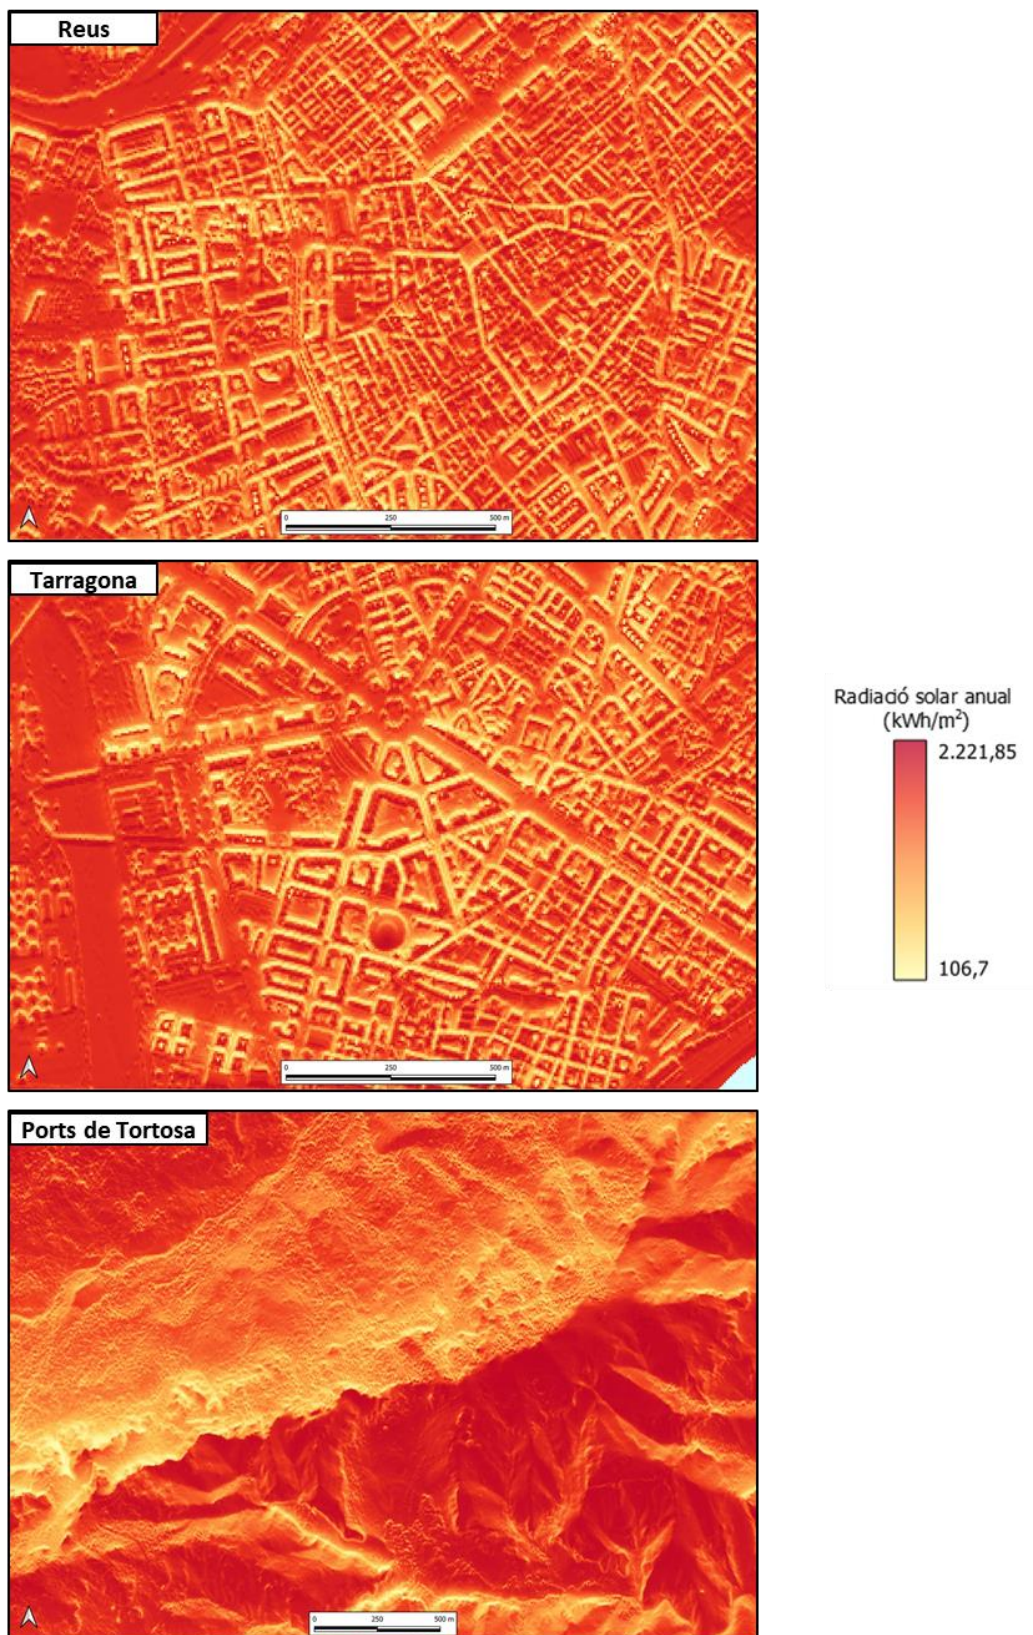 Reus
0 250 500 m
Tarragona
Radiació solar anual
(kWh/m²)
2.221,85
106,7
0 250 500 m
Ports de Tortosa
0 250 500 m